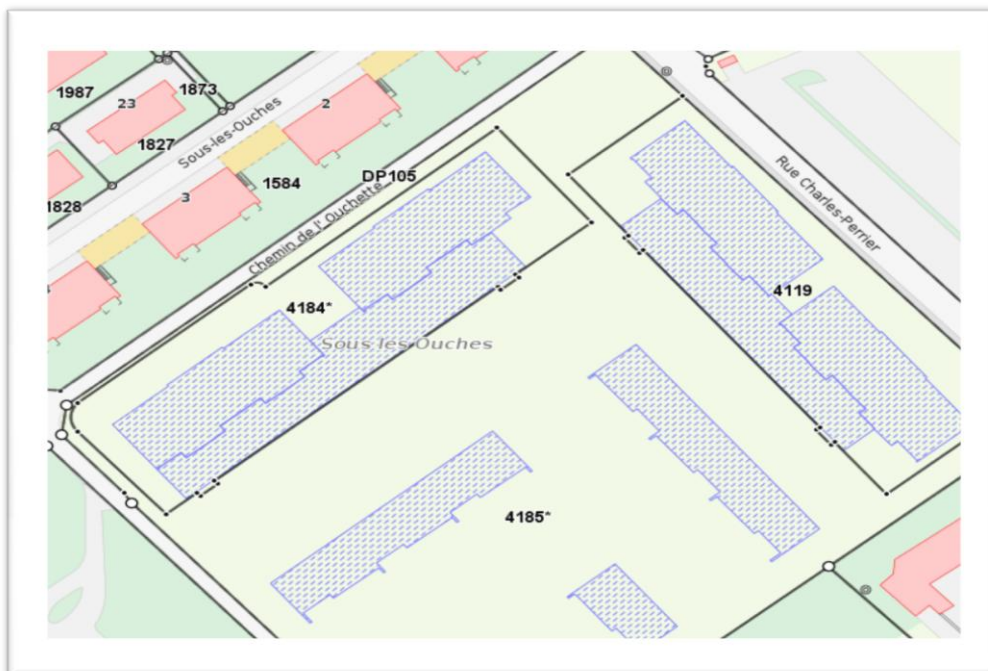 1987
23
1873
2
Sous-les-Ouches
1827
DP105
3
1584
1828
Rue Charles-Perrier
Chemin de l' Ouchette
4119
4184*
Sous les Ouches
4185*